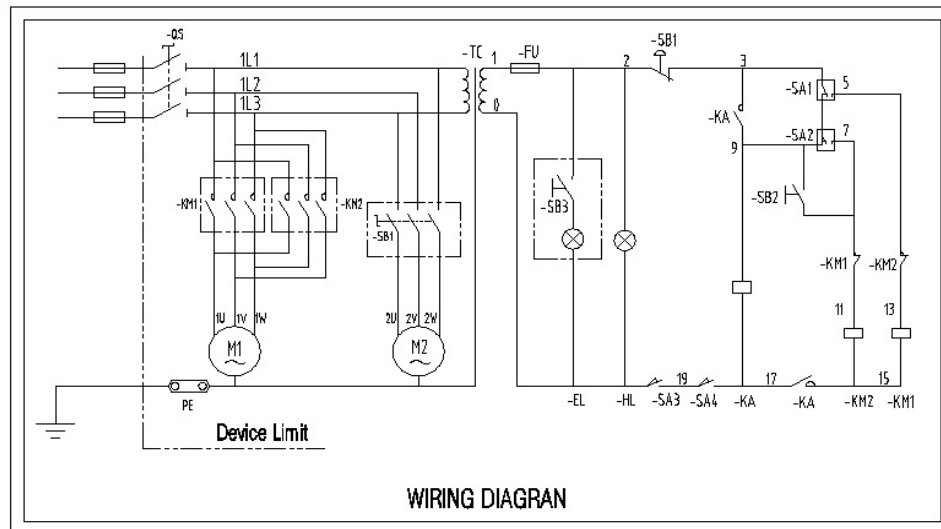 -QS
1L1
1L2
1L3
-TC
1
0
-FU
2
-SB1
3
-SA1
5
-KA
9
-SA2
7
-SB2
-KM1
-KM2
-SB1
-SB3
-KM1
-KM2
11
13
1U 1V 1W
2U 2V 2W
M1
M2
PE
19
17
15
-EL
-HL
-SA3
-SA4
-KA
-KA
-KM2
-KM1
Device Limit
WIRING DIAGRAN